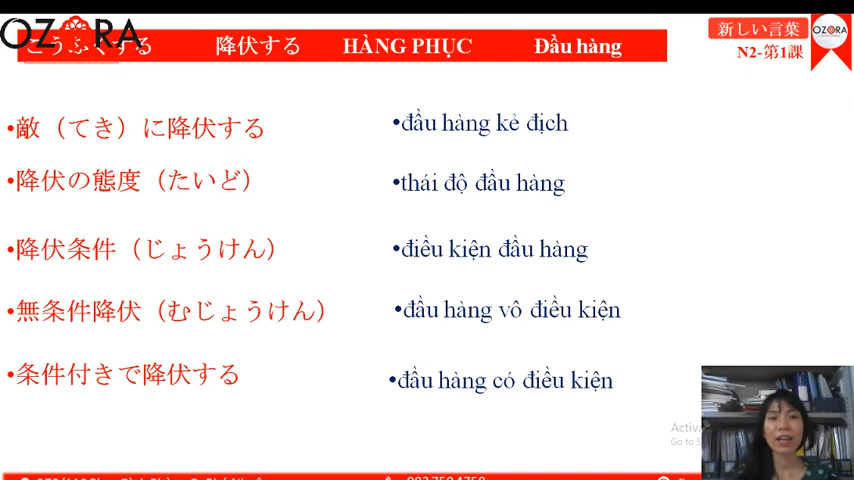 OZORA
こうふくする 降伏する HÀNG PHỤC Đầu hàng
新しい言葉
N2-第1課
OZORA
•敵（てき）に降伏する •đầu hàng kẻ địch
•降伏の態度（たいど） •thái độ đầu hàng
•降伏条件（じょうけん） •điều kiện đầu hàng
•無条件降伏（むじょうけん） •đầu hàng vô điều kiện
•条件付きで降伏する •đầu hàng có điều kiện
Activa
Go to S